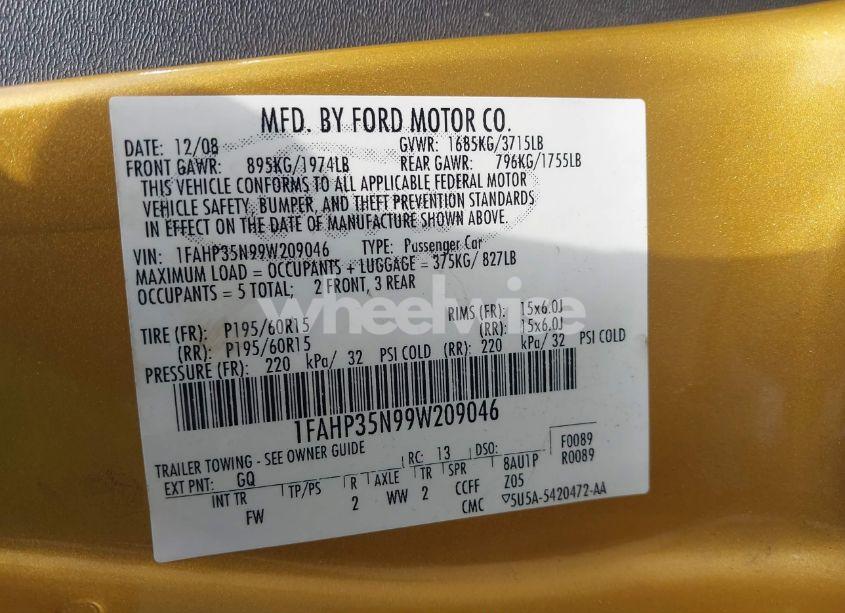 MFD. BY FORD MOTOR CO.
DATE: 12/08 GVWR: 1685KG/3715LB
FRONT GAWR: 895KG/1974LB REAR GAWR: 796KG/1755LB
THIS VEHICLE CONFORMS TO ALL APPLICABLE FEDERAL MOTOR
VEHICLE SAFETY, BUMPER, AND THEFT PREVENTION STANDARDS
IN EFFECT ON THE DATE OF MANUFACTURE SHOWN ABOVE.
VIN: 1FAHP35N99W209046 TYPE: Passenger Car
MAXIMUM LOAD = OCCUPANTS + LUGGAGE = 375KG/ 827LB
OCCUPANTS = 5 TOTAL; 2 FRONT, 3 REAR
wheelwire
TIRE (FR): P195/60R15 RIMS (FR): 15x6.0J
(RR): P195/60R15 (RR): 15x6.0J
PRESSURE (FR): 220 kPa/ 32 PSI COLD (RR): 220 kPa/ 32 PSI COLD
1FAHP35N99W209046
TRAILER TOWING - SEE OWNER GUIDE RC: 13 DSO: F0089
EXT PNT: GQ 8AU1P R0089
INT TR TP/PS R AXLE TR SPR Z05
FW 2 WW 2 CCFF
CMC ▽5U5A-5420472-AA